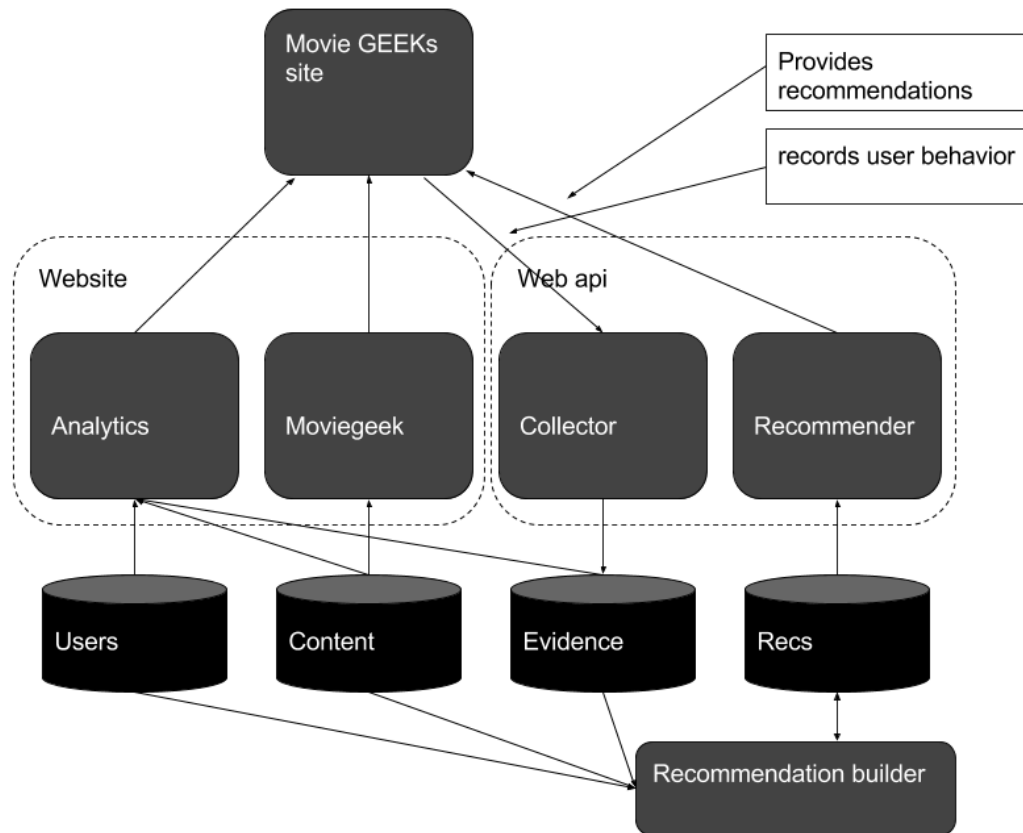 Movie GEEKs
site
Provides
recommendations
records user behavior
Website
Web api
Analytics
Moviegeek
Collector
Recommender
Users
Content
Evidence
Recs
Recommendation builder